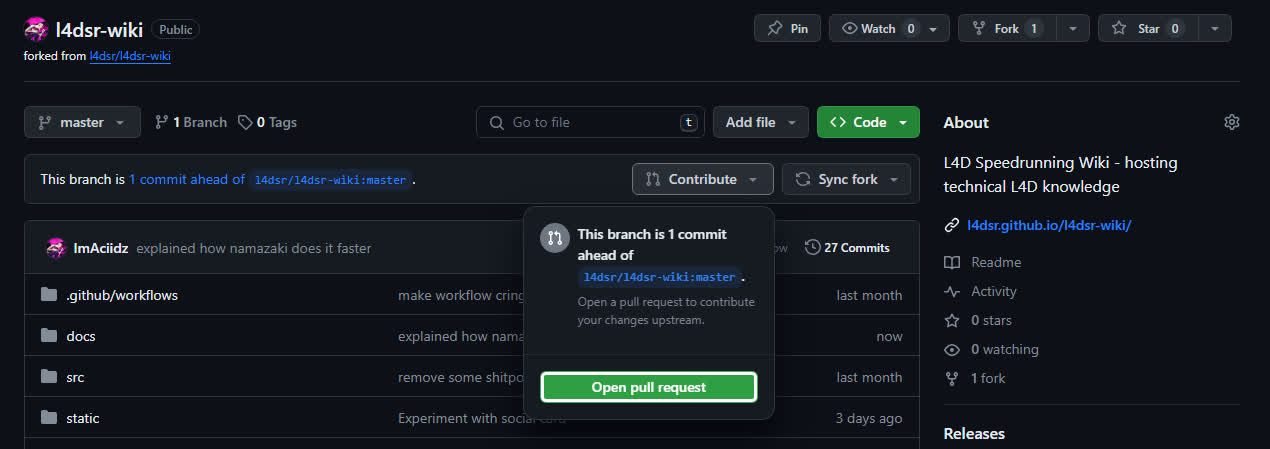 l4dsr-wiki Public
forked from l4dsr/l4dsr-wiki
Pin
Watch 0
Fork 1
Star 0
master
1 Branch
0 Tags
Go to file t
Add file
Code
This branch is 1 commit ahead of l4dsr/l4dsr-wiki:master .
Contribute
Sync fork
This branch is 1 commit
ahead of
l4dsr/l4dsr-wiki:master .
Open a pull request to contribute
your changes upstream.
Open pull request
ImAciidz explained how namazaki does it faster
27 Commits
.github/workflows make workflow cring last month
docs explained how nama now
src remove some shitpo last month
static Experiment with social card 3 days ago
About
L4D Speedrunning Wiki - hosting
technical L4D knowledge
l4dsr.github.io/l4dsr-wiki/
Readme
Activity
0 stars
0 watching
1 fork
Releases